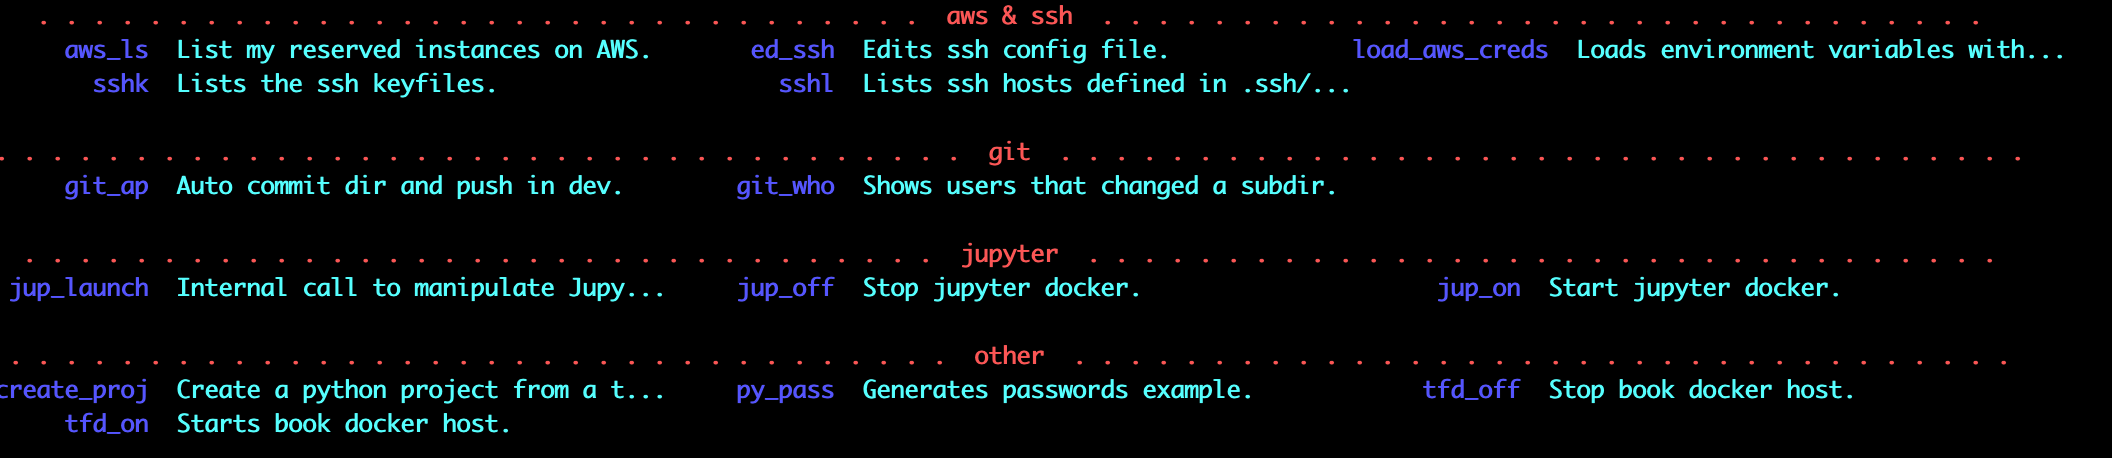 . . . . . . . . . . . . . . . . . . . . . . . . . . . . . . . . aws & ssh . . . . . . . . . . . . . . . . . . . . . . . . . . . . . . . .
aws_ls List my reserved instances on AWS. ed_ssh Edits ssh config file. load_aws_creds Loads environment variables with...
sshk Lists the ssh keyfiles. sshl Lists ssh hosts defined in .ssh/...
. . . . . . . . . . . . . . . . . . . . . . . . . . . . . . . . . . . git . . . . . . . . . . . . . . . . . . . . . . . . . . . . . . . . . . .
git_ap Auto commit dir and push in dev. git_who Shows users that changed a subdir.
. . . . . . . . . . . . . . . . . . . . . . . . . . . . . . . . . jupyter . . . . . . . . . . . . . . . . . . . . . . . . . . . . . . . . .
jup_launch Internal call to manipulate Jupy... jup_off Stop jupyter docker. jup_on Start jupyter docker.
. . . . . . . . . . . . . . . . . . . . . . . . . . . . . . . . . . other . . . . . . . . . . . . . . . . . . . . . . . . . . . . . . . . . .
create_proj Create a python project from a t... py_pass Generates passwords example. tfd_off Stop book docker host.
tfd_on Starts book docker host.